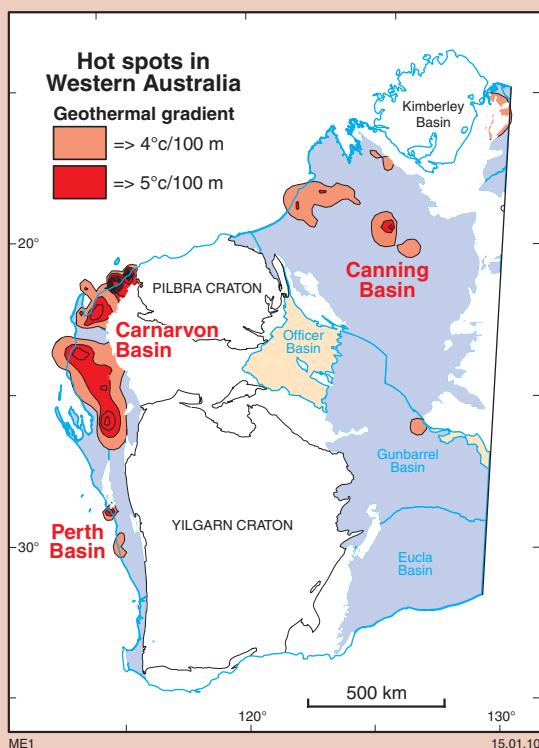 Hot spots in
Western Australia
Geothermal gradient
=> 4°c/100 m
=> 5°c/100 m
Kimberley
Basin
20°
Canning
Basin
PILBRA CRATON
Carnarvon
Basin
Officer
Basin
Gunbarrel
Basin
Perth
Basin
YILGARN CRATON
30°
Eucla
Basin
500 km
120°
130°
ME1
15.01.10